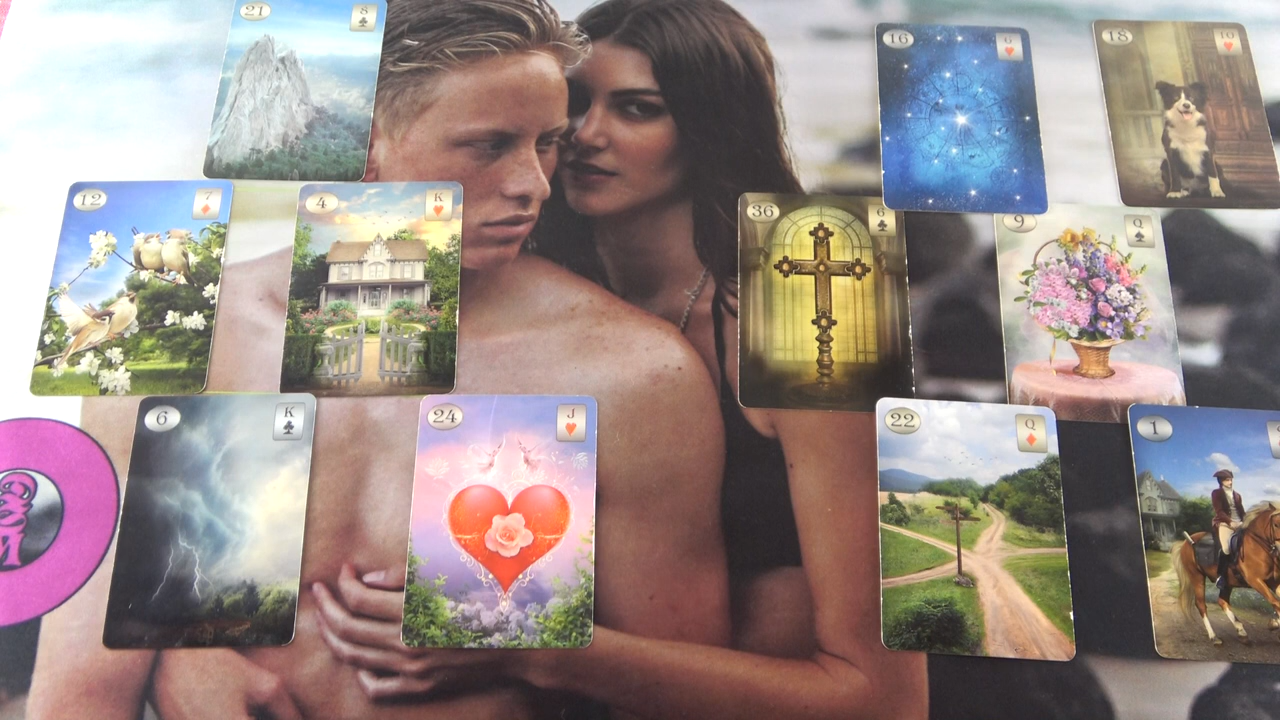 21 8♣
16 6♥
18 10♥
12 7♦
4 K♥
36 6♣
9 Q♠
6 K♣
24 J♥
22 Q♦
1